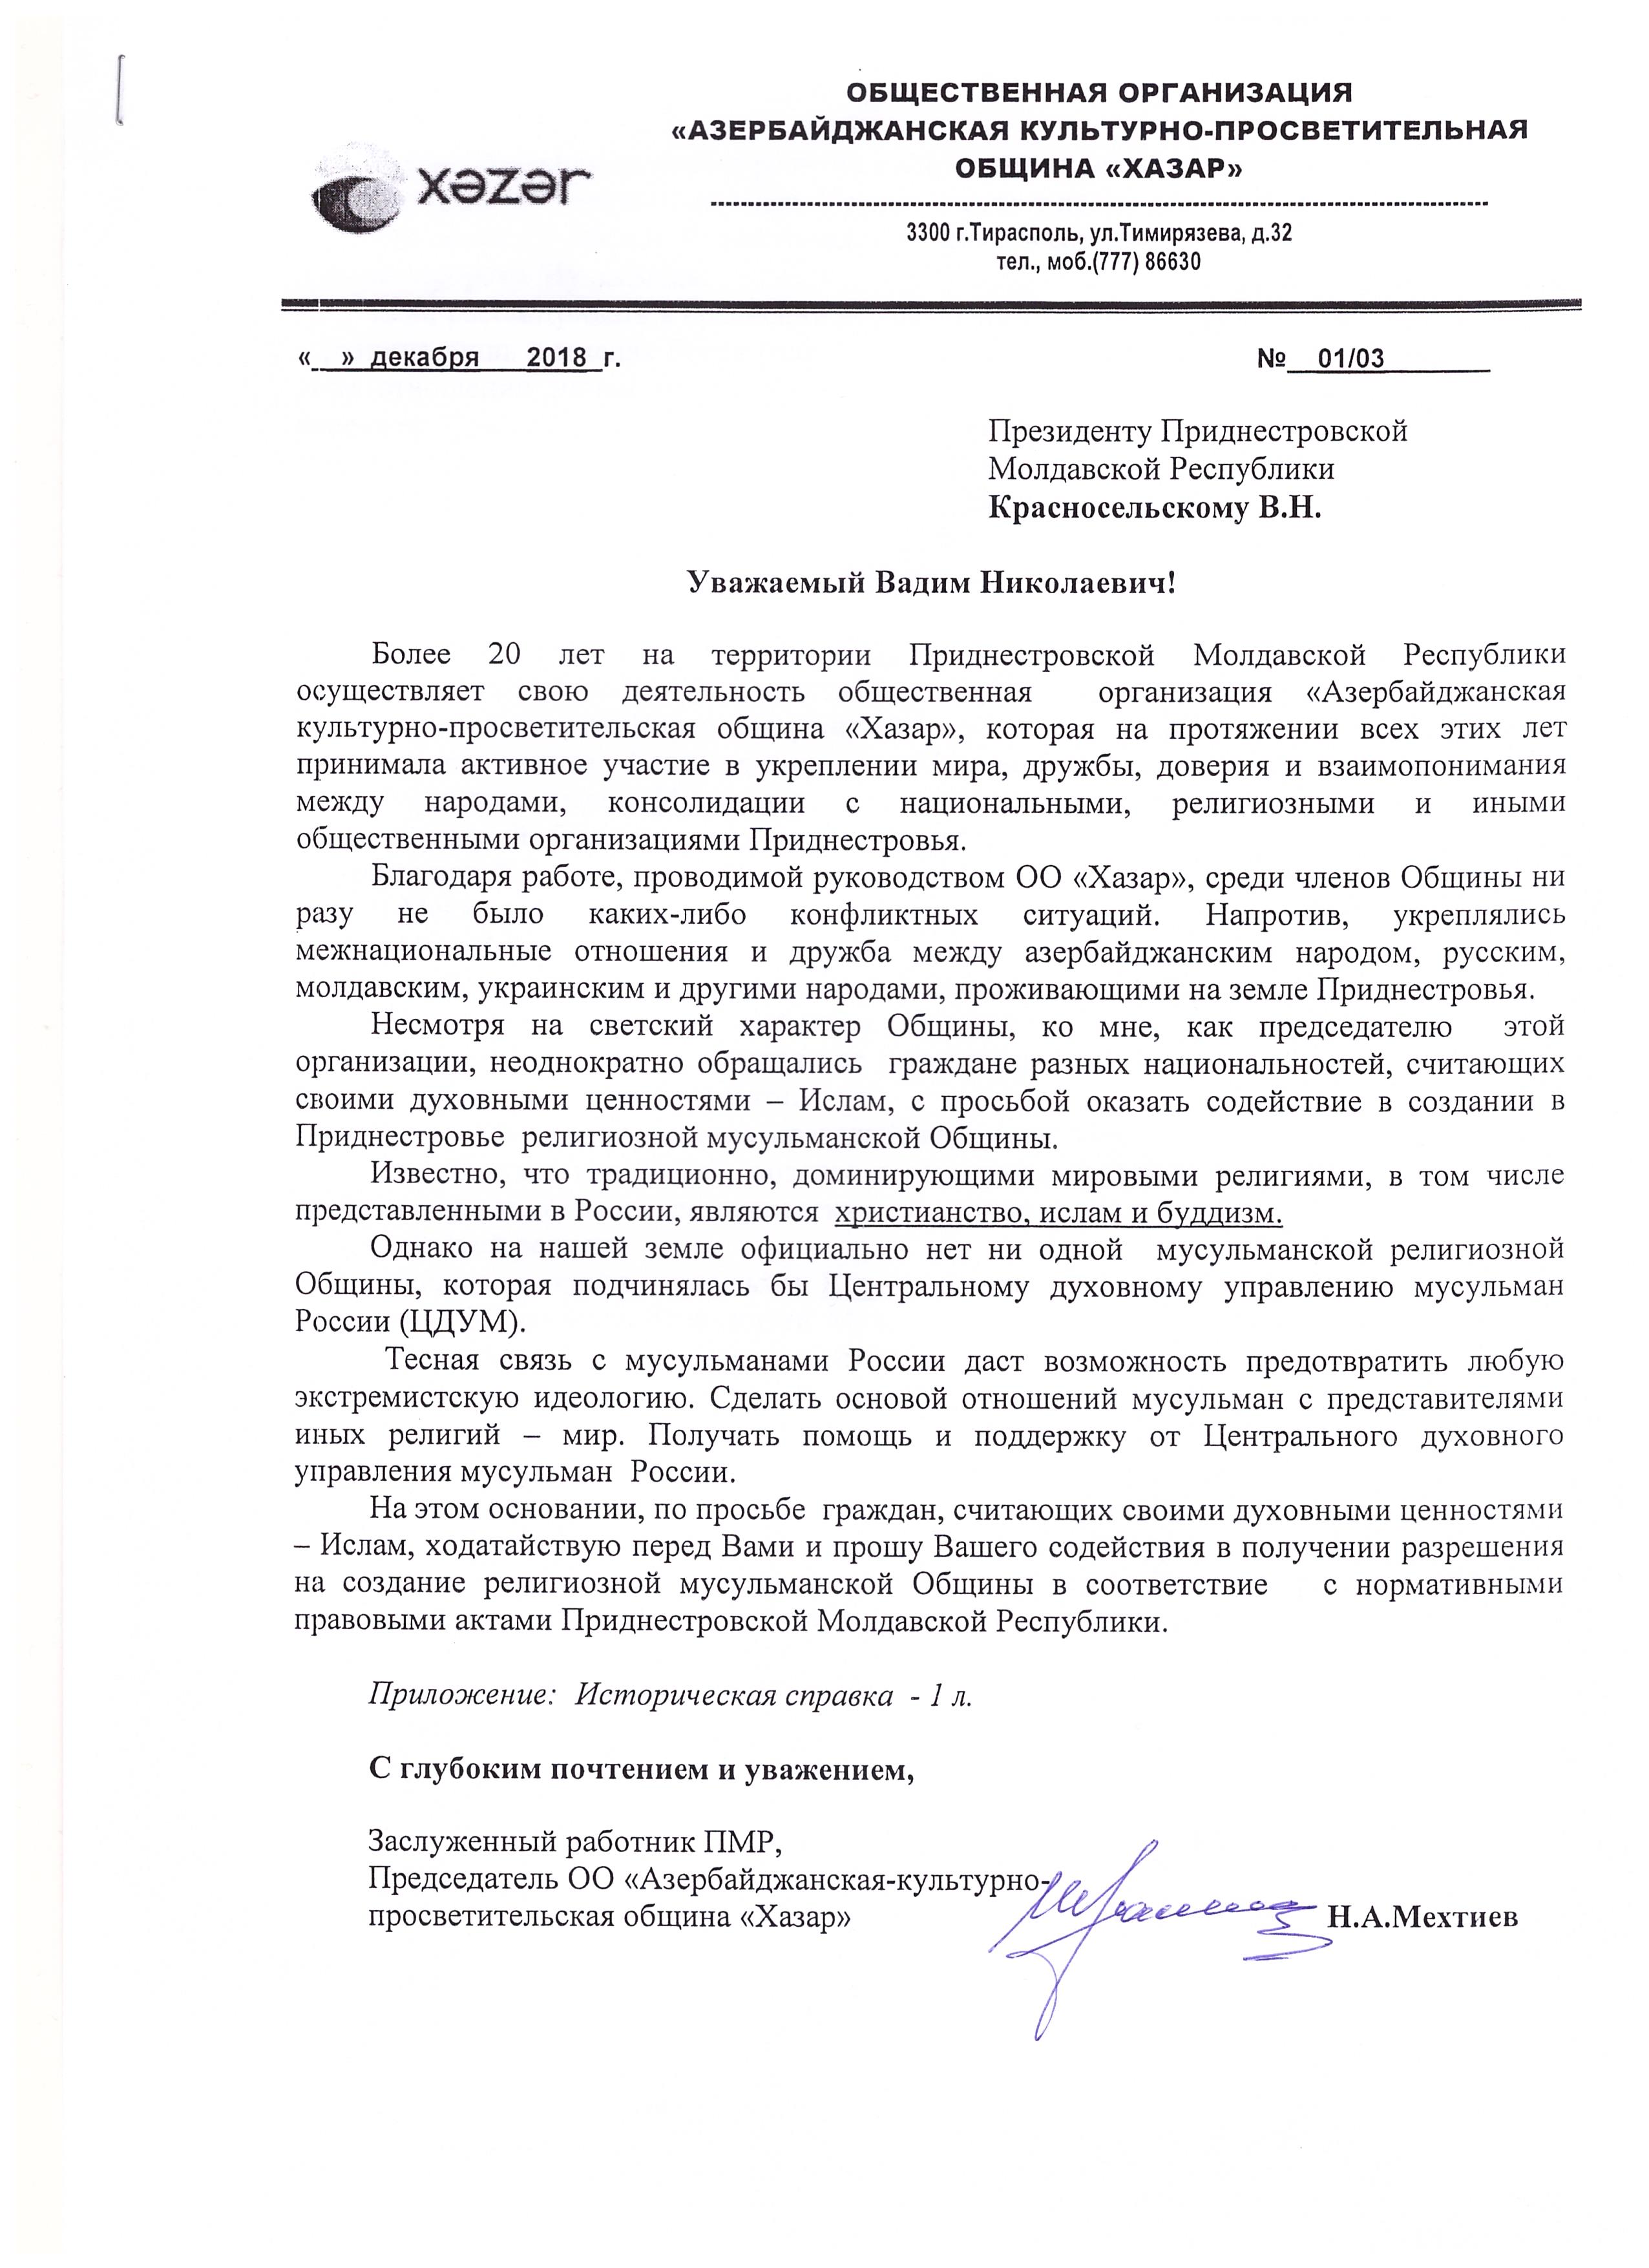 ОБЩЕСТВЕННАЯ ОРГАНИЗАЦИЯ
«АЗЕРБАЙДЖАНСКАЯ КУЛЬТУРНО-ПРОСВЕТИТЕЛЬНАЯ
ОБЩИНА «ХАЗАР»
xəzər
3300 г.Тирасполь, ул.Тимирязева, д.32
тел., моб.(777) 86630
«__» декабря 2018 г. № 01/03
Президенту Приднестровской
Молдавской Республики
Красносельскому В.Н.
Уважаемый Вадим Николаевич!
Более 20 лет на территории Приднестровской Молдавской Республики
осуществляет свою деятельность общественная организация «Азербайджанская
культурно-просветительская община «Хазар», которая на протяжении всех этих лет
принимала активное участие в укреплении мира, дружбы, доверия и взаимопонимания
между народами, консолидации с национальными, религиозными и иными
общественными организациями Приднестровья.
Благодаря работе, проводимой руководством ОО «Хазар», среди членов Общины ни
разу не было каких-либо конфликтных ситуаций. Напротив, укреплялись
межнациональные отношения и дружба между азербайджанским народом, русским,
молдавским, украинским и другими народами, проживающими на земле Приднестровья.
Несмотря на светский характер Общины, ко мне, как председателю этой
организации, неоднократно обращались граждане разных национальностей, считающих
своими духовными ценностями – Ислам, с просьбой оказать содействие в создании в
Приднестровье религиозной мусульманской Общины.
Известно, что традиционно, доминирующими мировыми религиями, в том числе
представленными в России, являются христианство, ислам и буддизм.
Однако на нашей земле официально нет ни одной мусульманской религиозной
Общины, которая подчинялась бы Центральному духовному управлению мусульман
России (ЦДУМ).
Тесная связь с мусульманами России даст возможность предотвратить любую
экстремистскую идеологию. Сделать основой отношений мусульман с представителями
иных религий – мир. Получать помощь и поддержку от Центрального духовного
управления мусульман России.
На этом основании, по просьбе граждан, считающих своими духовными ценностями
– Ислам, ходатайствую перед Вами и прошу Вашего содействия в получении разрешения
на создание религиозной мусульманской Общины в соответствие с нормативными
правовыми актами Приднестровской Молдавской Республики.
Приложение: Историческая справка - 1 л.
С глубоким почтением и уважением,
Заслуженный работник ПМР,
Председатель ОО «Азербайджанская-культурно-
просветительская община «Хазар» Н.А.Мехтиев